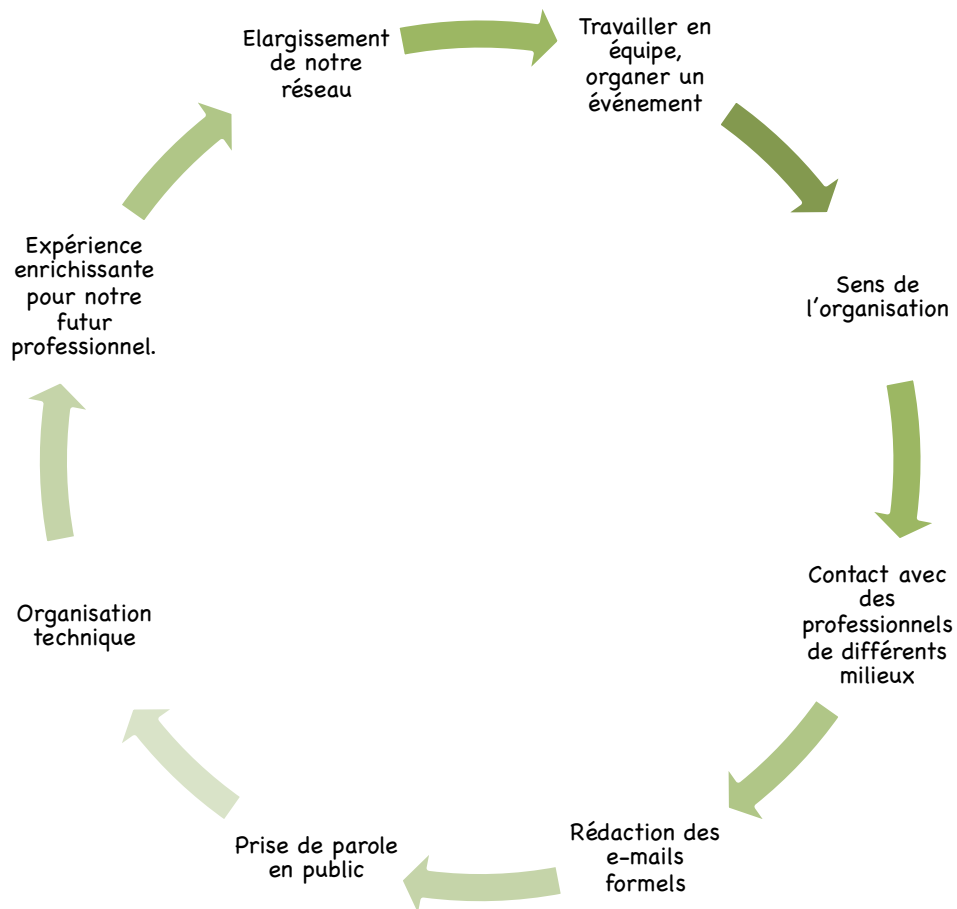 Elargissement
de notre
réseau
Travailler en
équipe,
organer un
événement
Sens de
l'organisation
Contact avec
des
professionnels
de différents
milieux
Rédaction des
e-mails
formels
Prise de parole
en public
Organisation
technique
Expérience
enrichissante
pour notre
futur
professionnel.